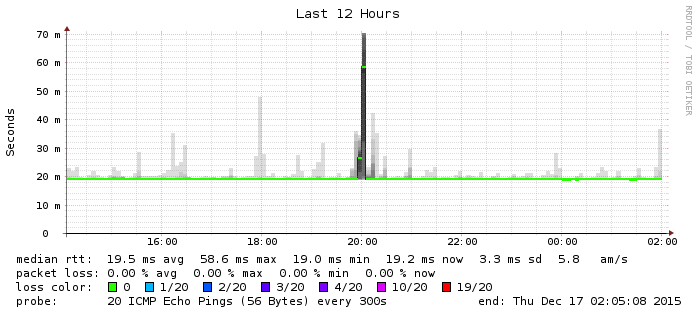 Last 12 Hours
RRDTOOL / TOBI OETIKER
Seconds
70 m
60 m
50 m
40 m
30 m
20 m
10 m
0
16:00 18:00 20:00 22:00 00:00 02:00
median rtt: 19.5 ms avg 58.6 ms max 19.0 ms min 19.2 ms now 3.3 ms sd 5.8 am/s
packet loss: 0.00 % avg 0.00 % max 0.00 % min 0.00 % now
loss color: 0 1/20 2/20 3/20 4/20 10/20 19/20
probe: 20 ICMP Echo Pings (56 Bytes) every 300s end: Thu Dec 17 02:05:08 2015